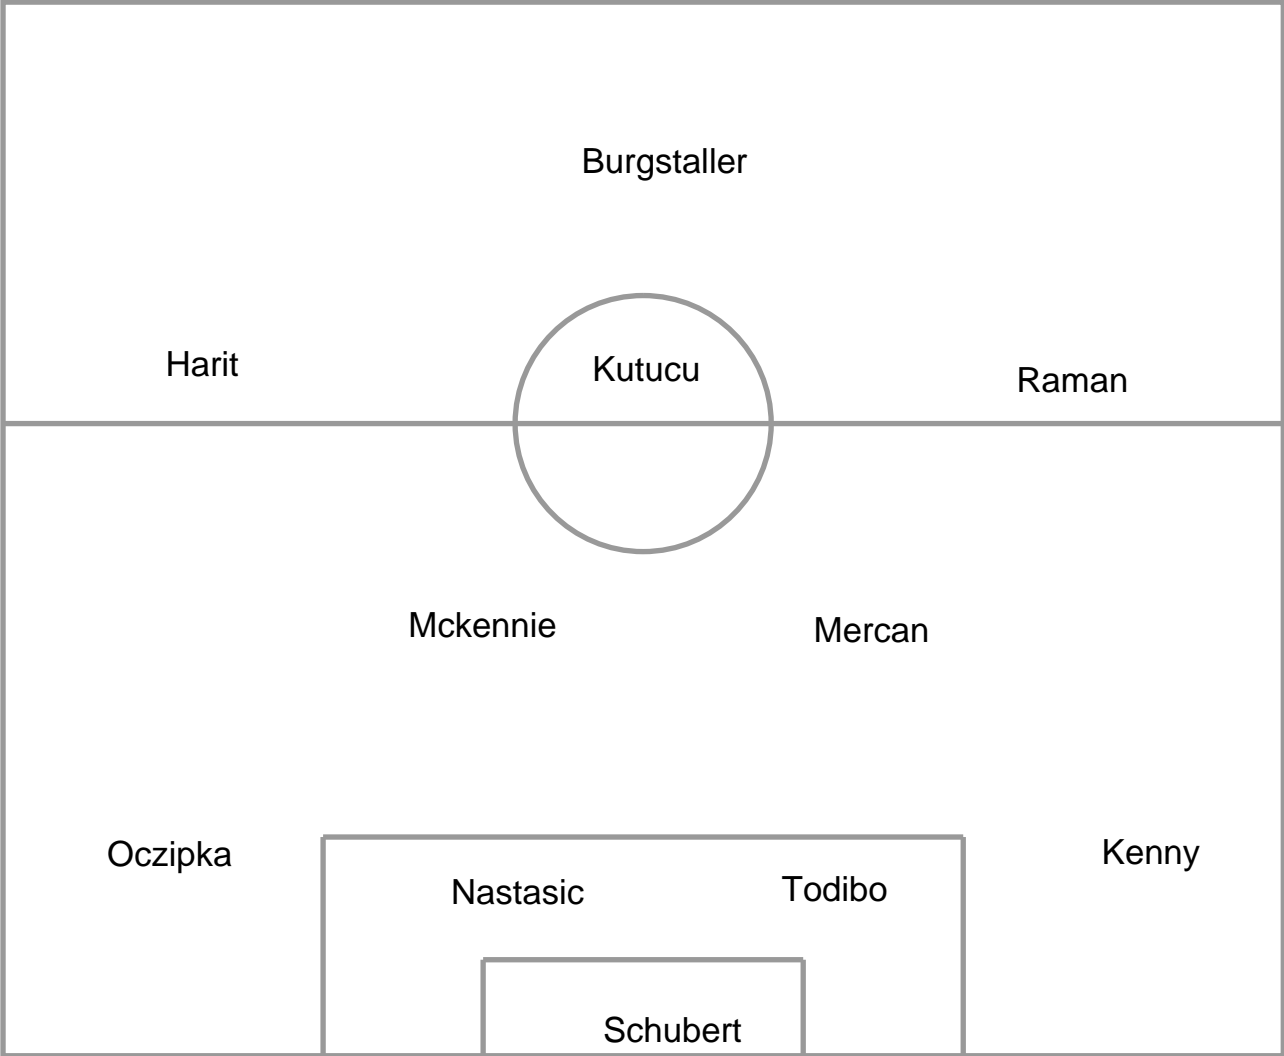 Burgstaller
Harit
Kutucu
Raman
Mckennie
Mercan
Oczipka
Kenny
Nastasic
Todibo
Schubert